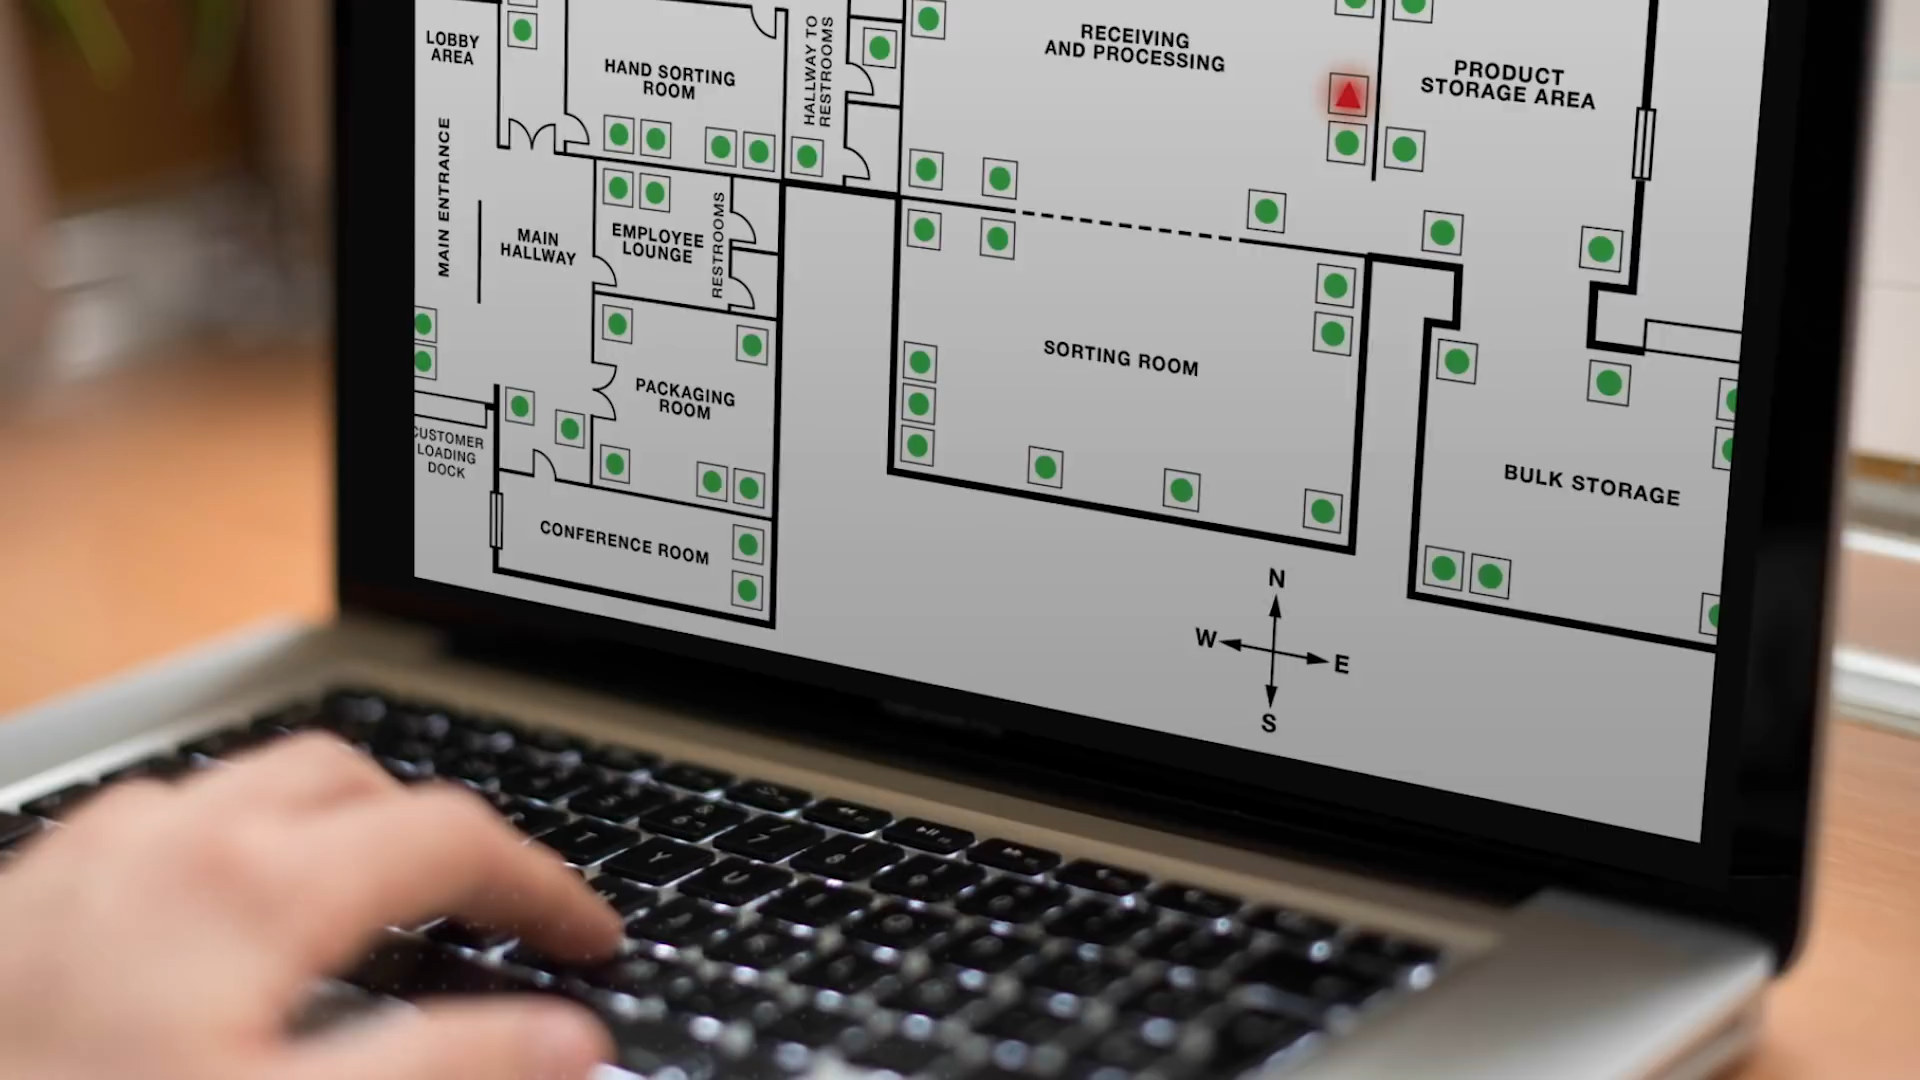 LOBBY
AREA
HAND SORTING
ROOM
HALLWAY TO
RESTROOMS
RECEIVING
AND PROCESSING
PRODUCT
STORAGE AREA
MAIN ENTRANCE
MAIN
HALLWAY
EMPLOYEE
LOUNGE
RESTROOMS
SORTING ROOM
PACKAGING
ROOM
CUSTOMER
LOADING
DOCK
BULK STORAGE
CONFERENCE ROOM
N
W
E
S
T
Y
U